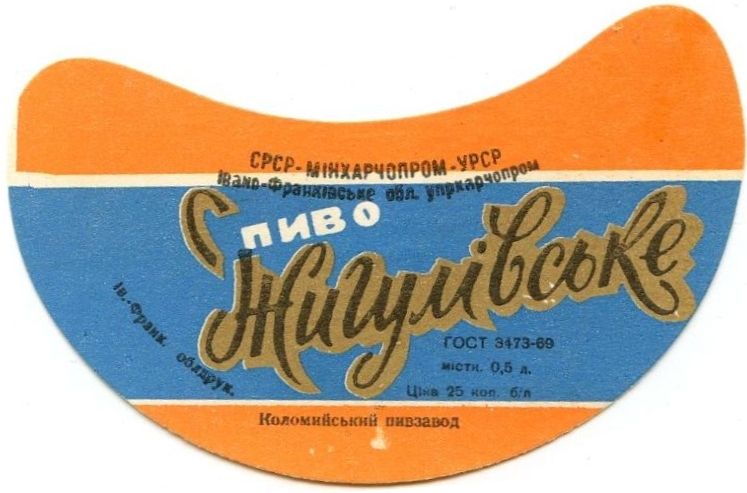 СРСР-МІНХАРЧОПРОМ-УРСР
Івано-Франківське обл. упрхарчопром
ПИВО
Жигулівське
ГОСТ 3473-69
містк. 0,5 л.
Ціна 25 коп. б/п
Ів.-Франк. облдрук.
Коломийський пивзавод